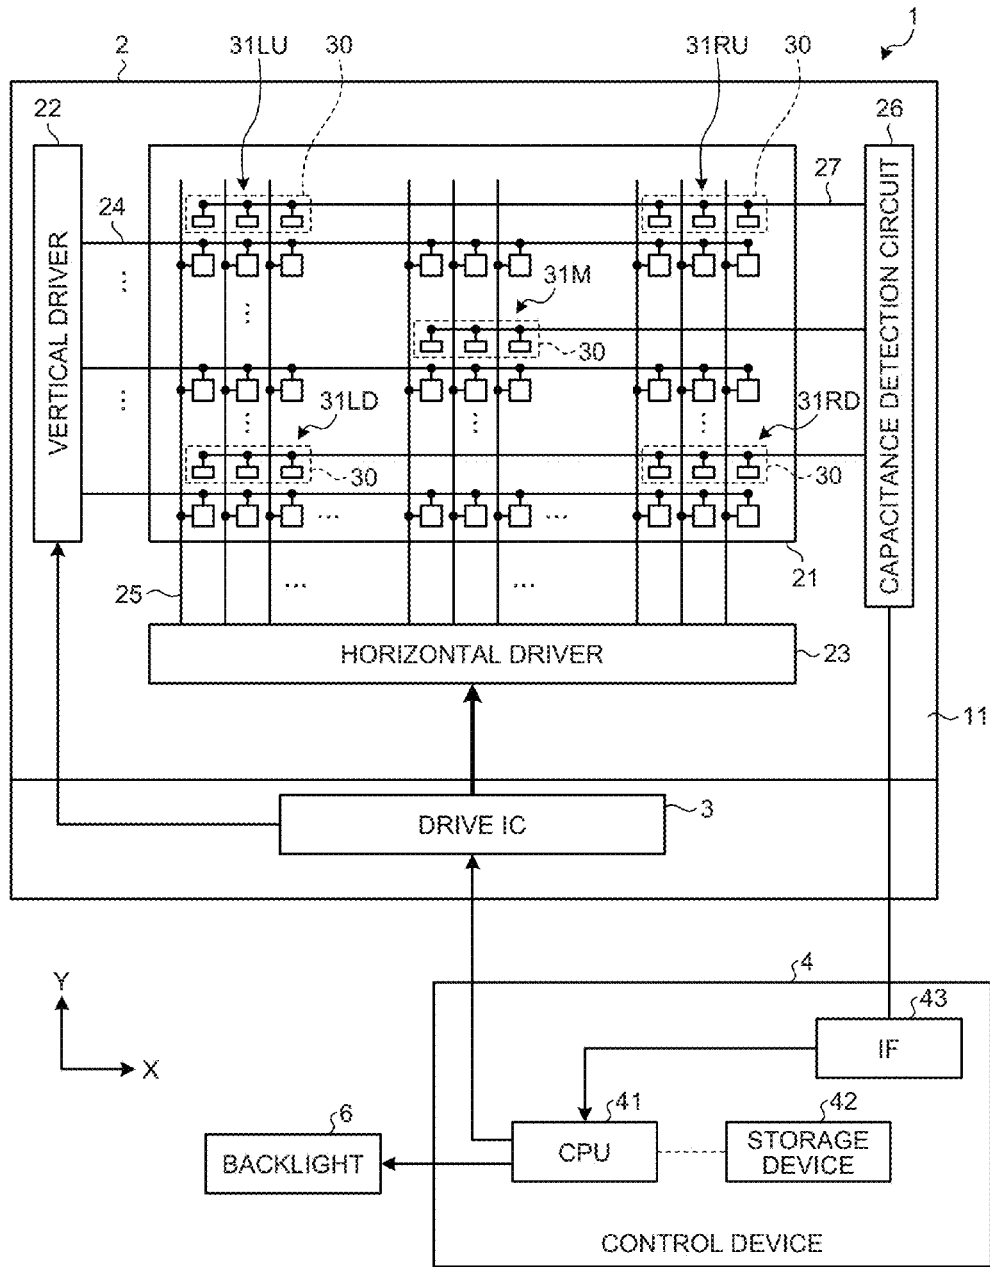 1
2
31LU
30
31RU
30
22
26
27
24
VERTICAL DRIVER
CAPACITANCE DETECTION CIRCUIT
31M
30
31LD
31RD
30
30
21
25
HORIZONTAL DRIVER
23
11
DRIVE IC
3
Y
X
4
43
IF
41
42
6
CPU
STORAGE
DEVICE
BACKLIGHT
CONTROL DEVICE